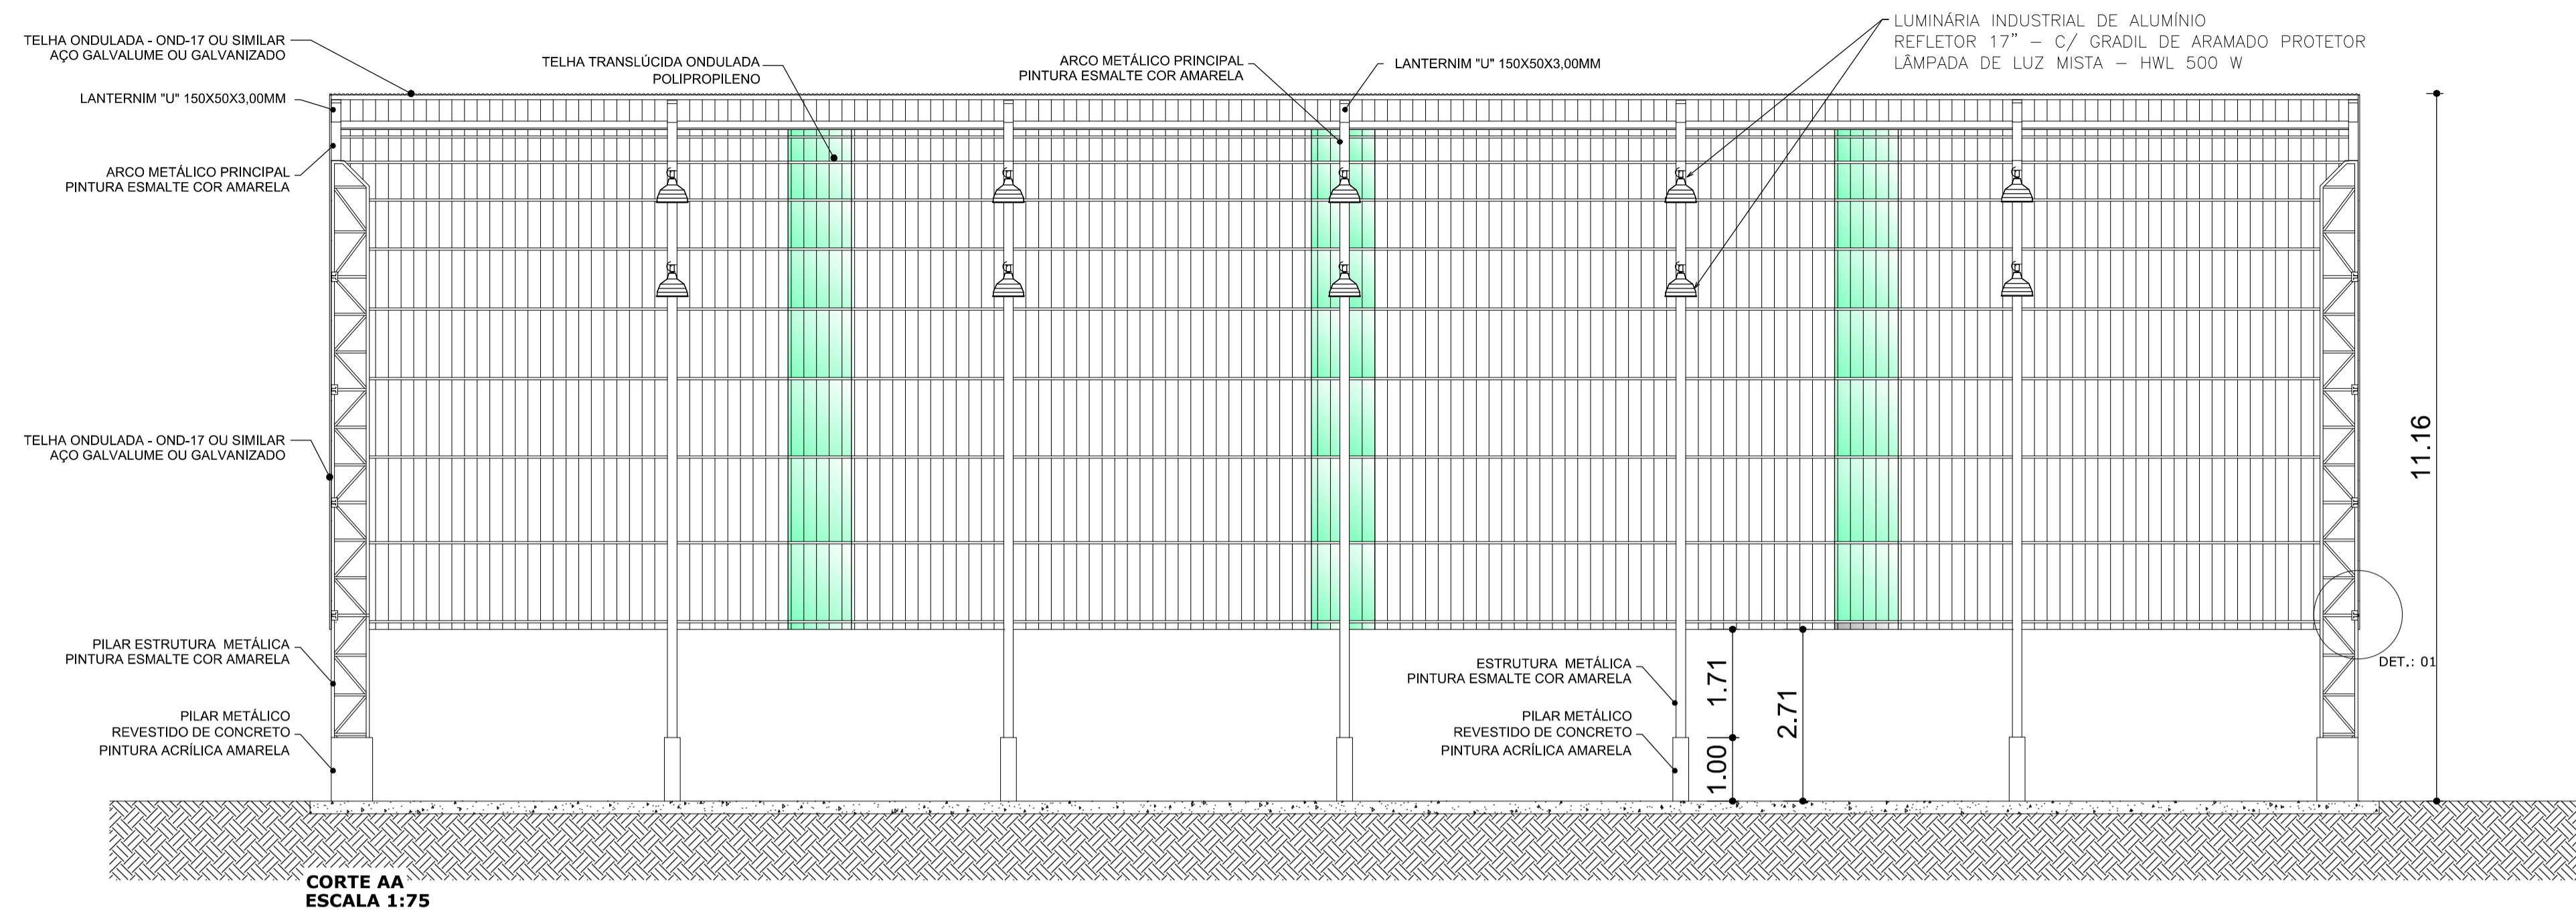 TELHA ONDULADA - OND-17 OU SIMILAR
AÇO GALVALUME OU GALVANIZADO
LANTERNIM "U" 150X50X3,00MM
ARCO METÁLICO PRINCIPAL
PINTURA ESMALTE COR AMARELA
TELHA TRANSLÚCIDA ONDULADA
POLIPROPILENO
ARCO METÁLICO PRINCIPAL
PINTURA ESMALTE COR AMARELA
LANTERNIM "U" 150X50X3,00MM
LUMINÁRIA INDUSTRIAL DE ALUMÍNIO
REFLETOR 17" – C/ GRADIL DE ARAMADO PROTETOR
LÂMPADA DE LUZ MISTA – HWL 500 W
TELHA ONDULADA - OND-17 OU SIMILAR
AÇO GALVALUME OU GALVANIZADO
11.16
PILAR ESTRUTURA METÁLICA
PINTURA ESMALTE COR AMARELA
PILAR METÁLICO
REVESTIDO DE CONCRETO
PINTURA ACRÍLICA AMARELA
ESTRUTURA METÁLICA
PINTURA ESMALTE COR AMARELA
PILAR METÁLICO
REVESTIDO DE CONCRETO
PINTURA ACRÍLICA AMARELA
1.71
1.00
2.71
DET.: 01
CORTE AA
ESCALA 1:75